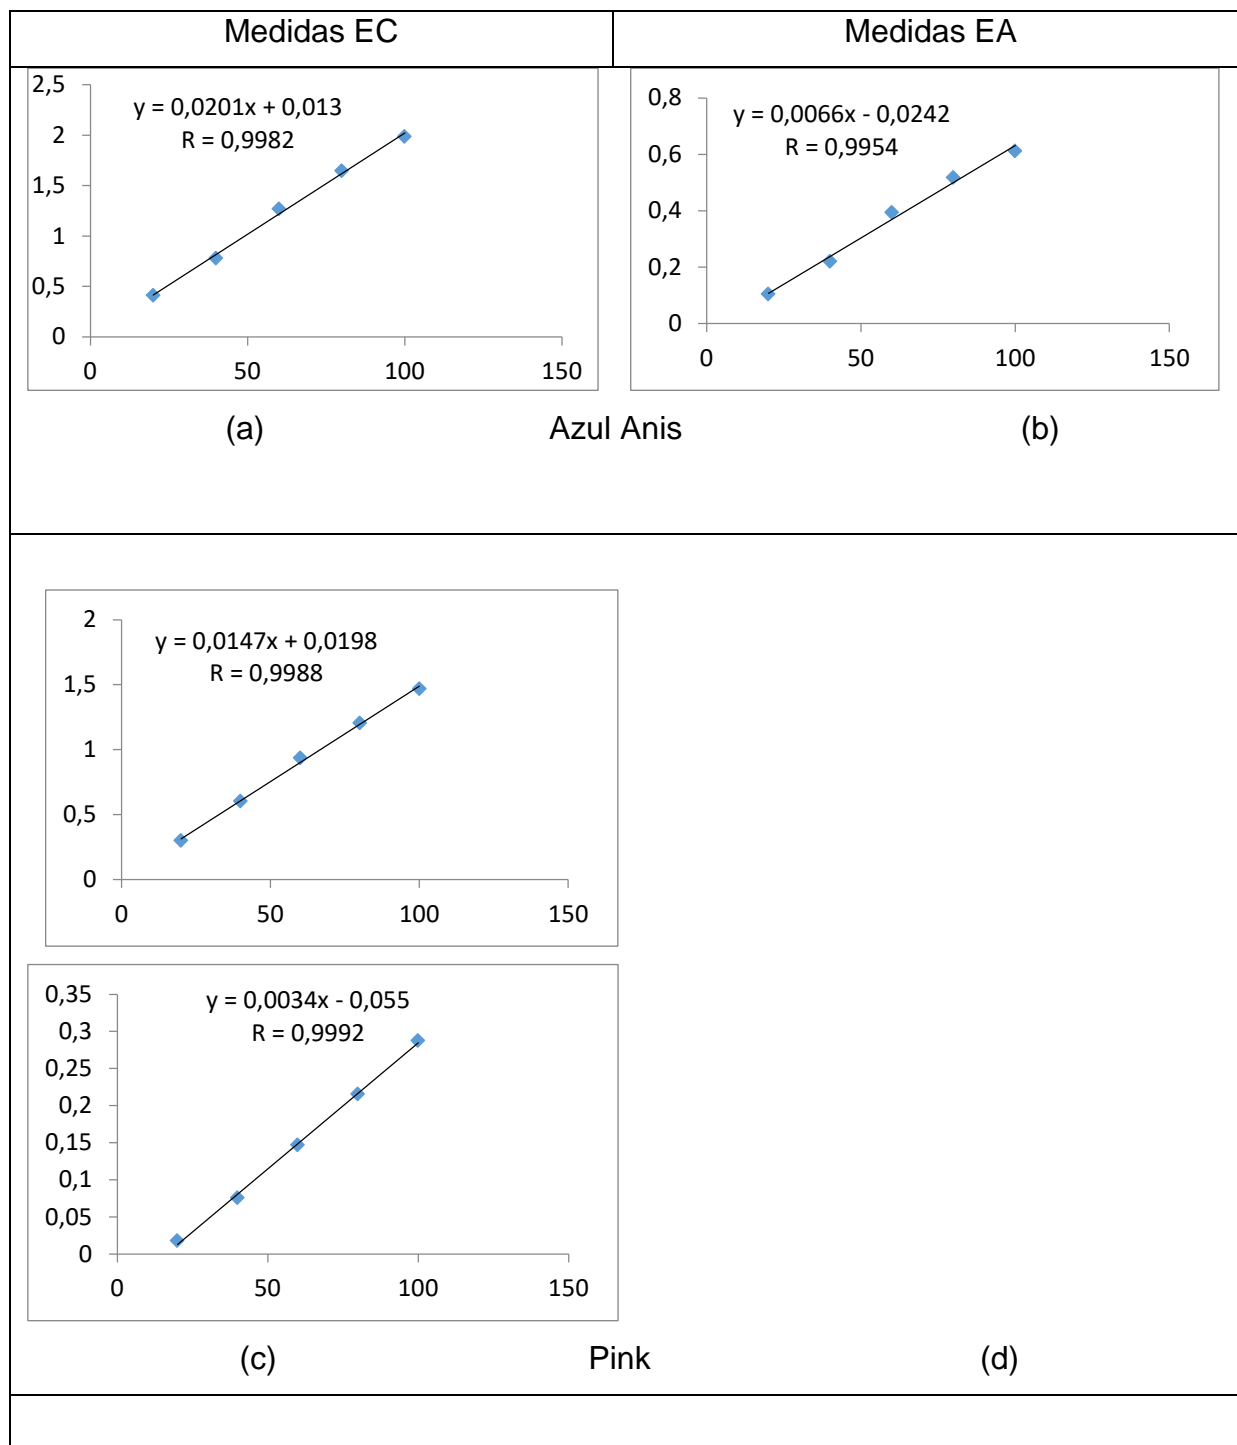 Medidas EC
Medidas EA
y = 0,0201x + 0,013
R = 0,9982
2,5
2
1,5
1
0,5
0
0 50 100 150
y = 0,0066x - 0,0242
R = 0,9954
0,8
0,6
0,4
0,2
0
0 50 100 150
(a) Azul Anis (b)
y = 0,0147x + 0,0198
R = 0,9988
2
1,5
1
0,5
0
0 50 100 150
y = 0,0034x - 0,055
R = 0,9992
0,35
0,3
0,25
0,2
0,15
0,1
0,05
0
0 50 100 150
(c) Pink (d)